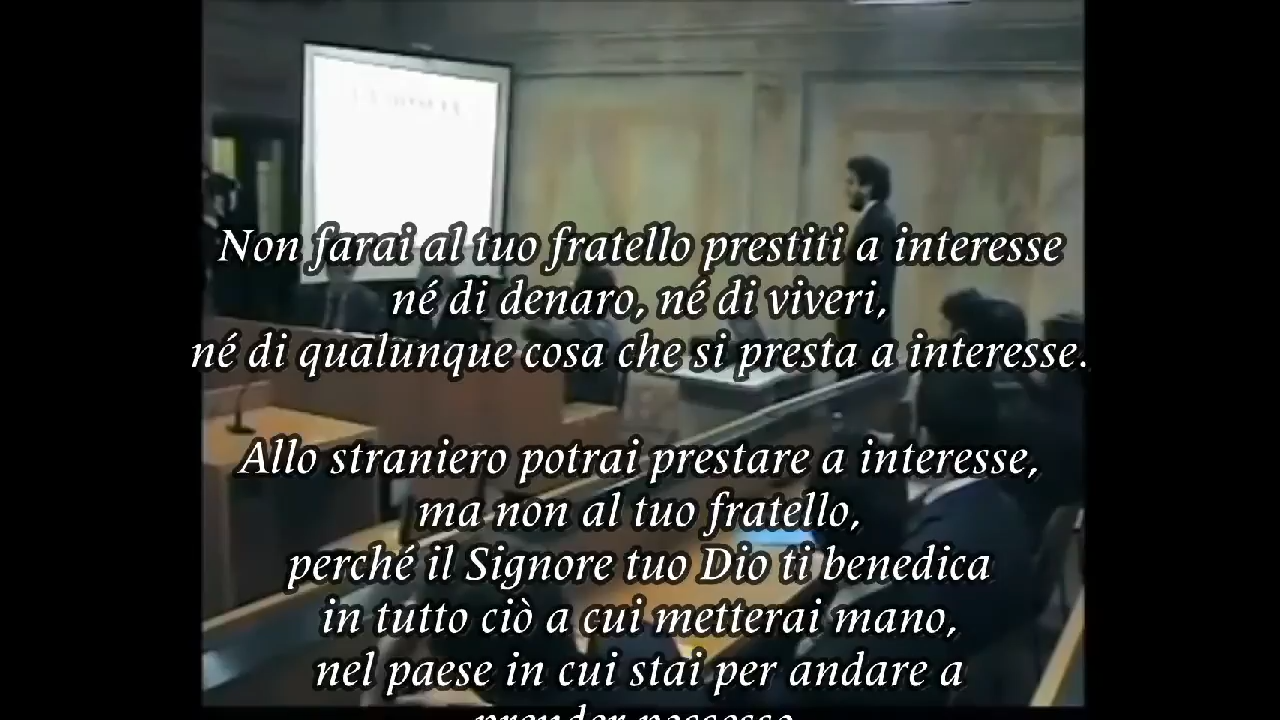 Non farai al tuo fratello prestiti a interesse
né di denaro, né di viveri,
né di qualunque cosa che si presta a interesse.
Allo straniero potrai prestare a interesse,
ma non al tuo fratello,
perché il Signore tuo Dio ti benedica
in tutto ciò a cui metterai mano,
nel paese in cui stai per andare a
prender possesso.